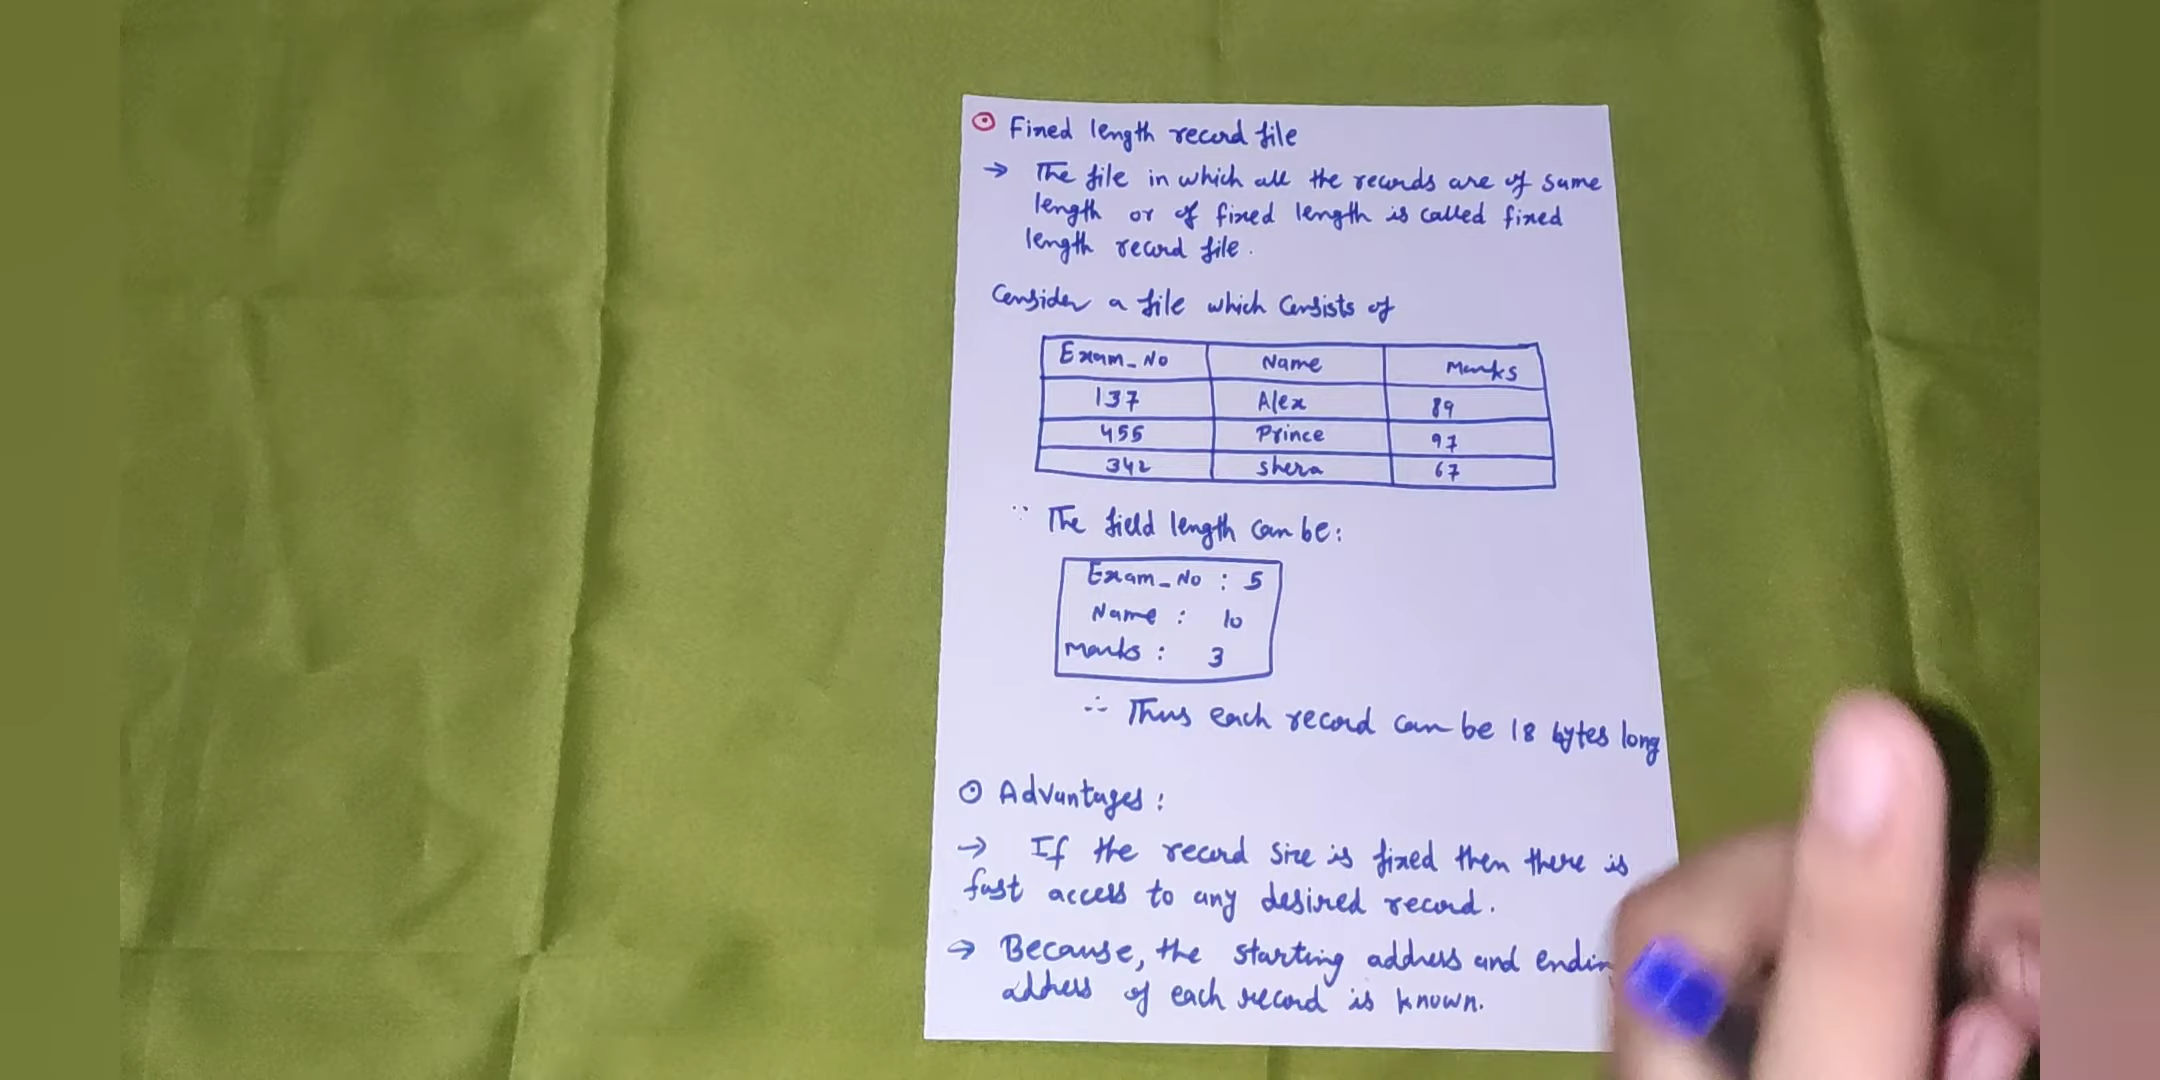 Fixed length record file
→ The file in which all the records are of same
length or of fixed length is called fixed
length record file.
Consider a file which consists of
Exam_No Name Marks
137 Alex 89
455 Prince 97
342 shera 67
∵ The field length can be:
Exam_No : 5
Name : 10
Marks : 3
∴ Thus each record can be 18 bytes long
Advantages:
→ If the record size is fixed then there is
fast access to any desired record.
→ Because, the starting address and endin
address of each record is known.